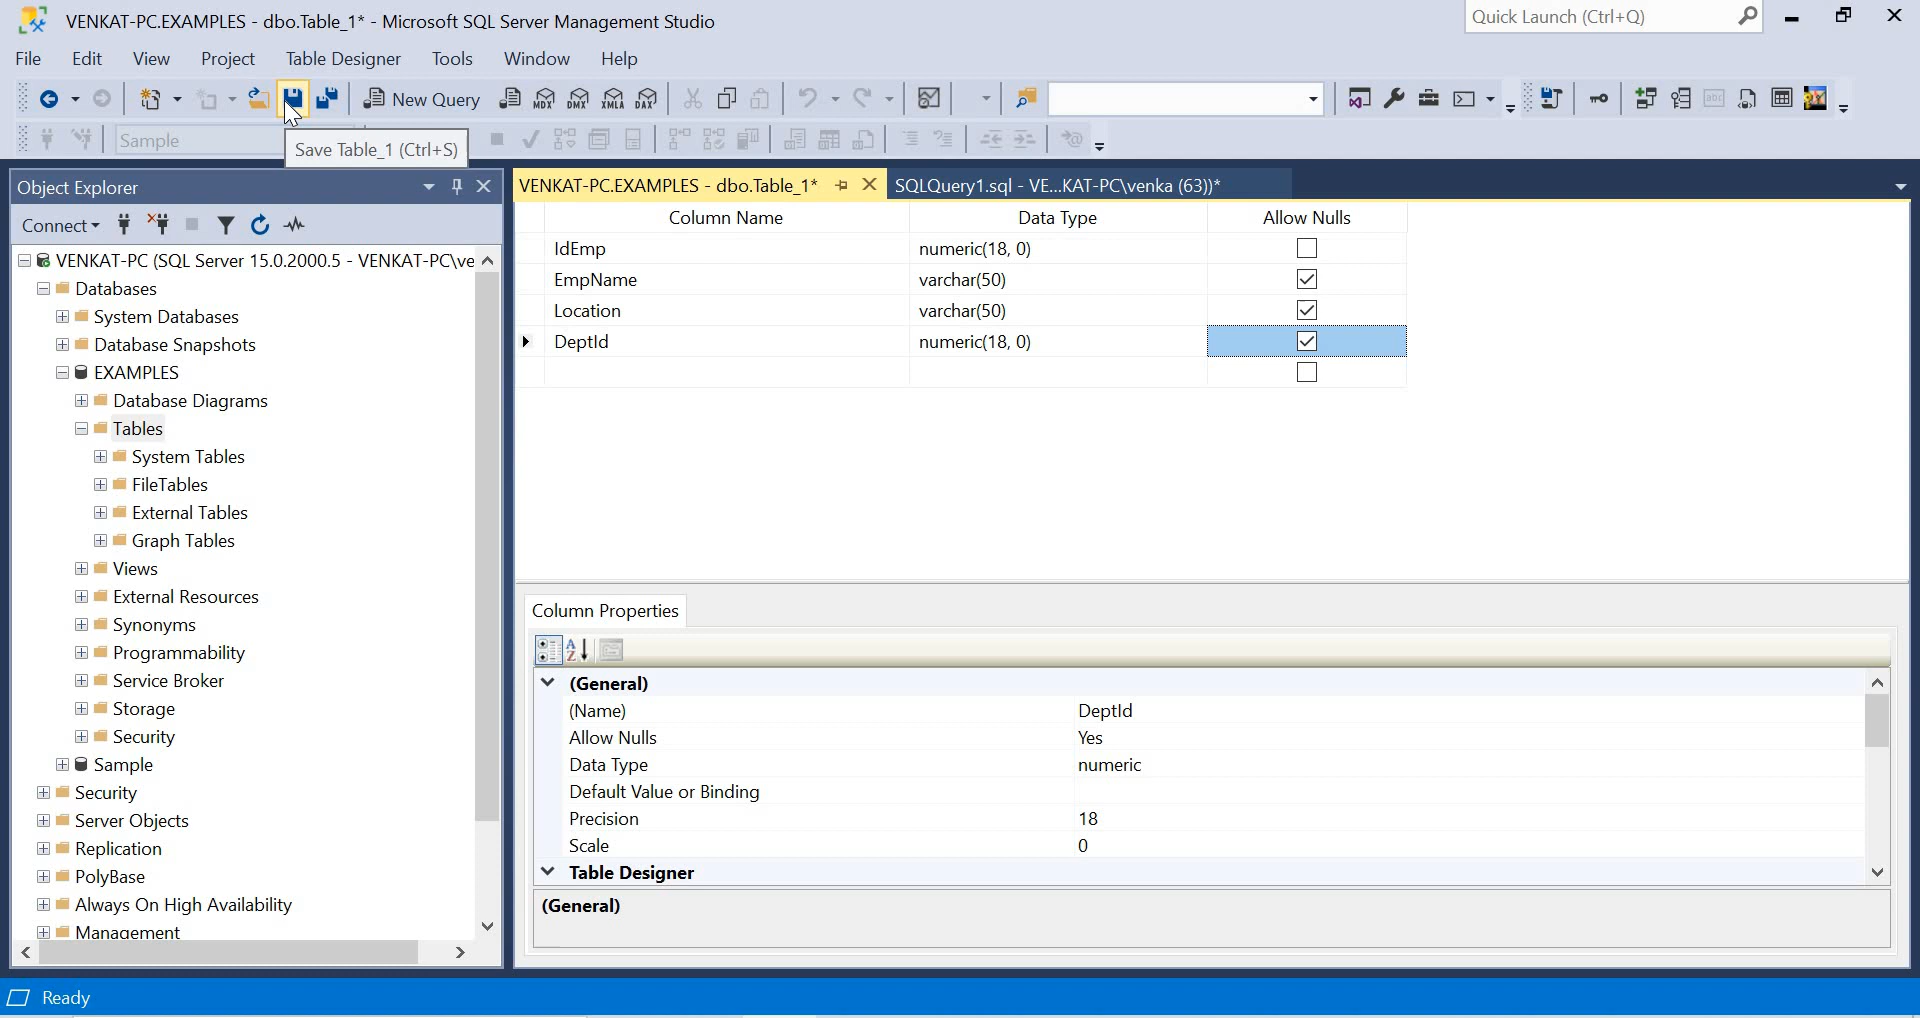 VENKAT-PC.EXAMPLES - dbo.Table_1* - Microsoft SQL Server Management Studio
Quick Launch (Ctrl+Q)
File Edit View Project Table Designer Tools Window Help
New Query MDX DMX XMLA DAX
Sample
Save Table_1 (Ctrl+S)
Object Explorer
Connect
VENKAT-PC (SQL Server 15.0.2000.5 - VENKAT-PC\ve
Databases
System Databases
Database Snapshots
EXAMPLES
Database Diagrams
Tables
System Tables
FileTables
External Tables
Graph Tables
Views
External Resources
Synonyms
Programmability
Service Broker
Storage
Security
Sample
Security
Server Objects
Replication
PolyBase
Always On High Availability
Management
VENKAT-PC.EXAMPLES - dbo.Table_1*
SQLQuery1.sql - VE...KAT-PC\venka (63))*
Column Name Data Type Allow Nulls
IdEmp numeric(18, 0)
EmpName varchar(50)
Location varchar(50)
DeptId numeric(18, 0)
Column Properties
(General)
(Name) DeptId
Allow Nulls Yes
Data Type numeric
Default Value or Binding
Precision 18
Scale 0
Table Designer
(General)
Ready